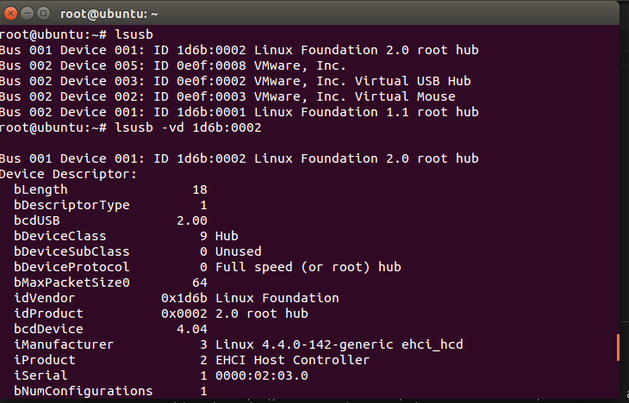 root@ubuntu: ~
root@ubuntu:~# lsusb
Bus 001 Device 001: ID 1d6b:0002 Linux Foundation 2.0 root hub
Bus 002 Device 005: ID 0e0f:0008 VMware, Inc.
Bus 002 Device 003: ID 0e0f:0002 VMware, Inc. Virtual USB Hub
Bus 002 Device 002: ID 0e0f:0003 VMware, Inc. Virtual Mouse
Bus 002 Device 001: ID 1d6b:0001 Linux Foundation 1.1 root hub
root@ubuntu:~# lsusb -vd 1d6b:0002
Bus 001 Device 001: ID 1d6b:0002 Linux Foundation 2.0 root hub
Device Descriptor:
  bLength                18
  bDescriptorType         1
  bcdUSB               2.00
  bDeviceClass            9 Hub
  bDeviceSubClass         0 Unused
  bDeviceProtocol         0 Full speed (or root) hub
  bMaxPacketSize0        64
  idVendor           0x1d6b Linux Foundation
  idProduct          0x0002 2.0 root hub
  bcdDevice            4.04
  iManufacturer           3 Linux 4.4.0-142-generic ehci_hcd
  iProduct                2 EHCI Host Controller
  iSerial                 1 0000:02:03.0
  bNumConfigurations      1